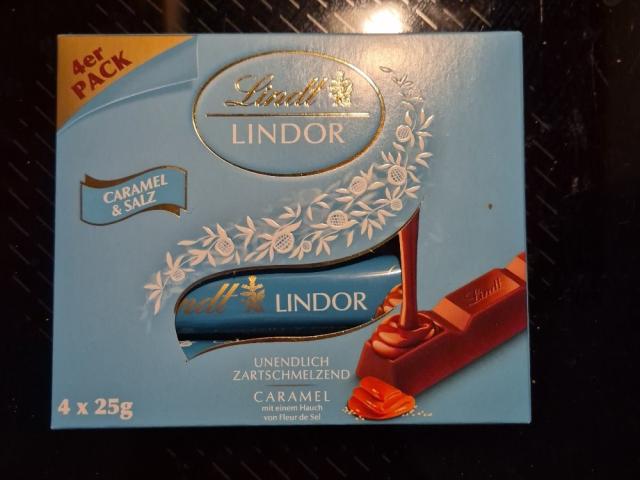 4er
PACK
Lindt
LINDOR
CARAMEL
& SALZ
ndt LINDOR
Lindt
UNENDLICH
ZARTSCHMELZEND
CARAMEL
mit einem Hauch
von Fleur de Sel
4 x 25g